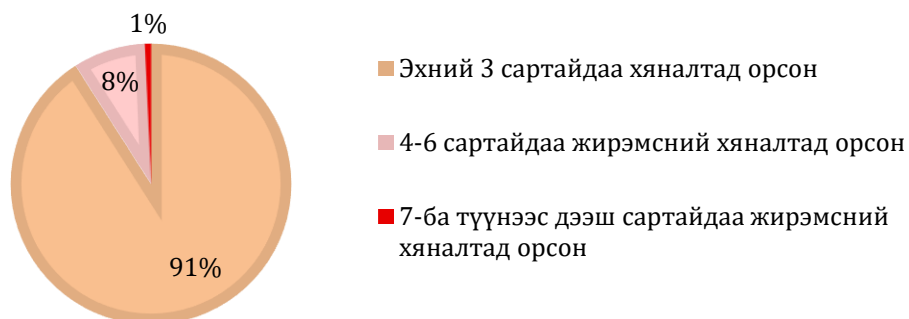 1%
8%
91%
Эхний 3 сартайдаа хяналтад орсон
4-6 сартайдаа жирэмсний хяналтад орсон
7-ба түүнээс дээш сартайдаа жирэмсний
хяналтад орсон